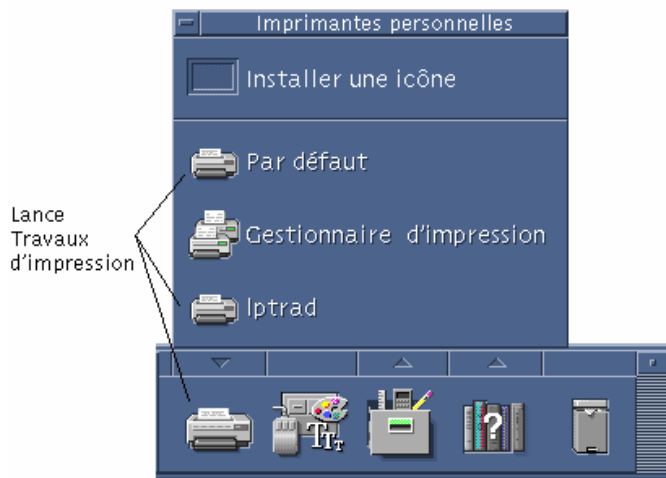 Imprimantes personnelles
Installer une icône
Par défaut
Gestionnaire d'impression
lptrad
Lance
Travaux
d'impression
?